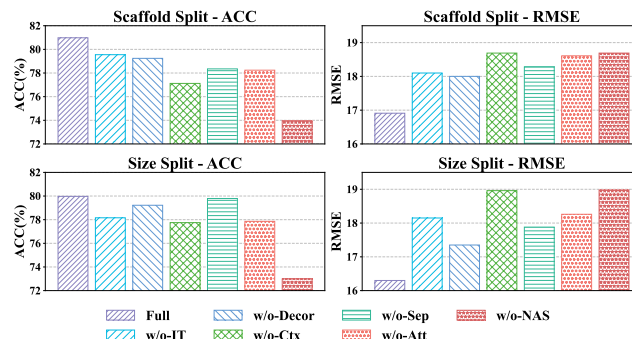 Scaffold Split - ACC
Scaffold Split - RMSE
ACC(%)
82
80
78
76
74
72
RMSE
19
18
17
16
Size Split - ACC
Size Split - RMSE
ACC(%)
82
80
78
76
74
72
RMSE
19
18
17
16
Full
w/o-Decor
w/o-Sep
w/o-NAS
w/o-IT
w/o-Ctx
w/o-Att